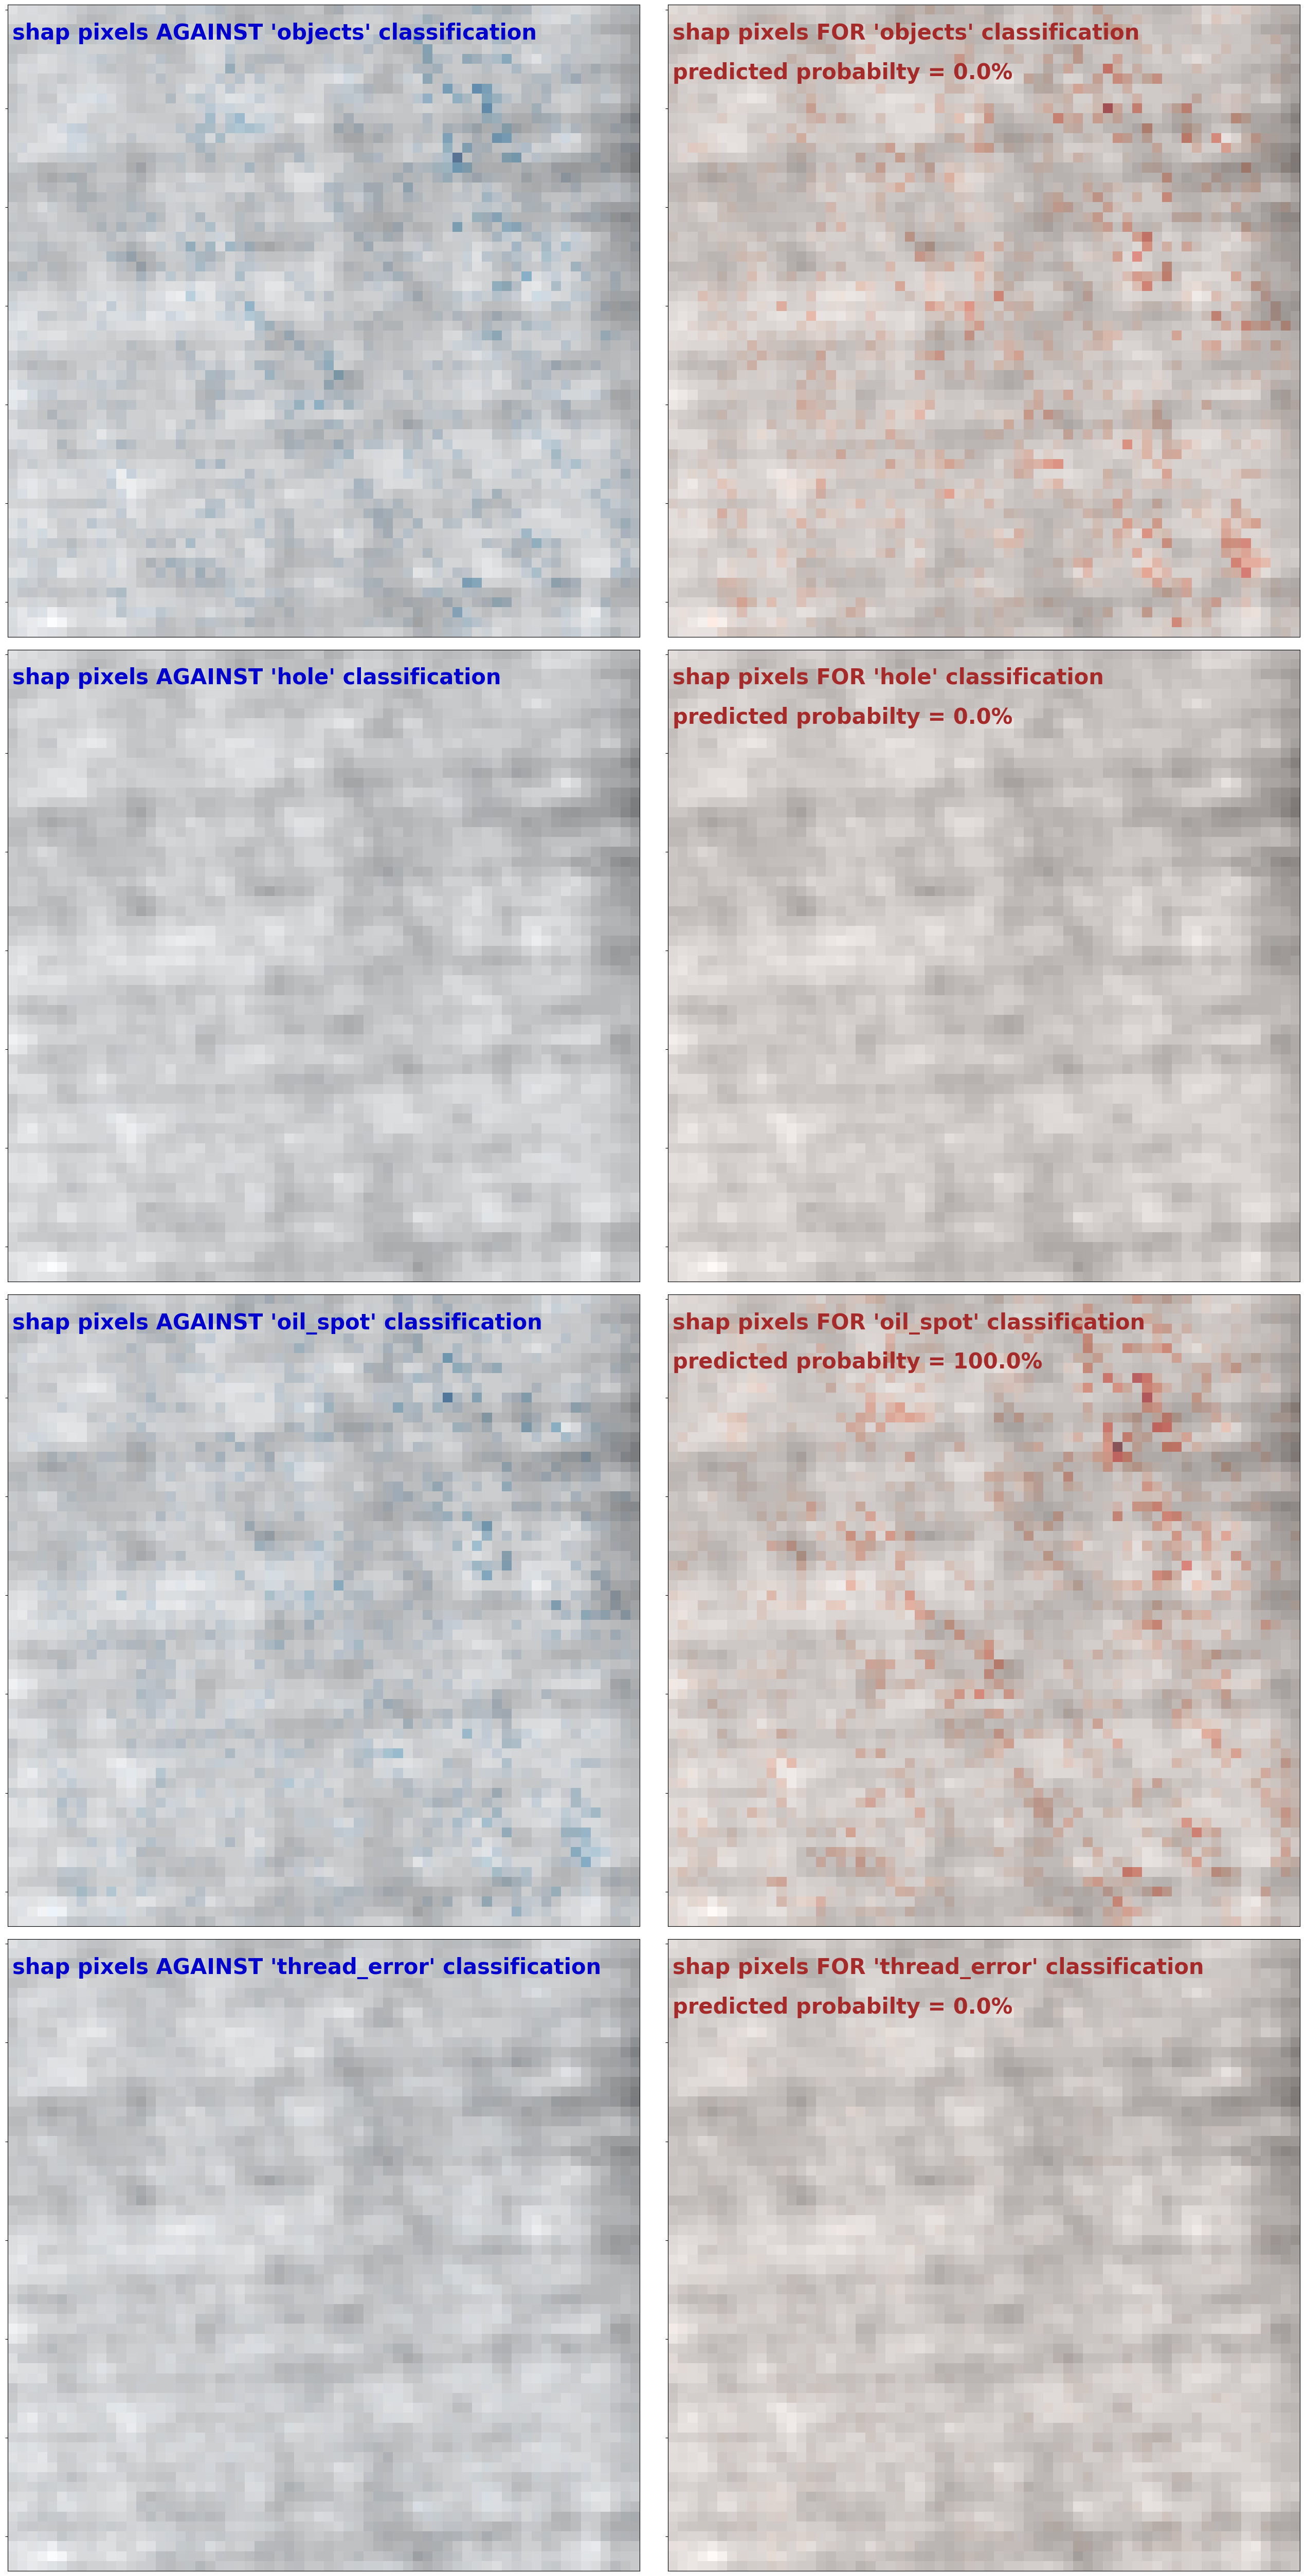 shap pixels AGAINST 'objects' classification
shap pixels FOR 'objects' classification
predicted probabilty = 0.0%
shap pixels AGAINST 'hole' classification
shap pixels FOR 'hole' classification
predicted probabilty = 0.0%
shap pixels AGAINST 'oil_spot' classification
shap pixels FOR 'oil_spot' classification
predicted probabilty = 100.0%
shap pixels AGAINST 'thread_error' classification
shap pixels FOR 'thread_error' classification
predicted probabilty = 0.0%